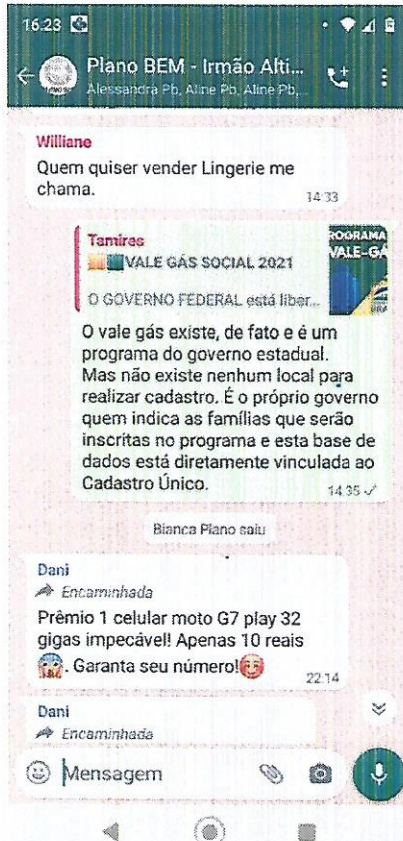 16.23
Plano BEM - Irmão Alti...
Alessandra Pb, Aline Pb, Aline Pb,...
Williane
Quem quiser vender Lingerie me
chama.
14:33
Tamires
VALE GÁS SOCIAL 2021
O GOVERNO FEDERAL está liber...
ROGRAMA
VALE-GÁ
O vale gás existe, de fato e é um
programa do governo estadual.
Mas não existe nenhum local para
realizar cadastro. É o próprio governo
quem indica as famílias que serão
inscritas no programa e esta base de
dados está diretamente vinculada ao
Cadastro Único.
14:35
Bianca Plano saiu
Dani
Encaminhada
Prêmio 1 celular moto G7 play 32
gigas impecável! Apenas 10 reais
. Garanta seu número!
22:14
Dani
Encaminhada
Mensagem